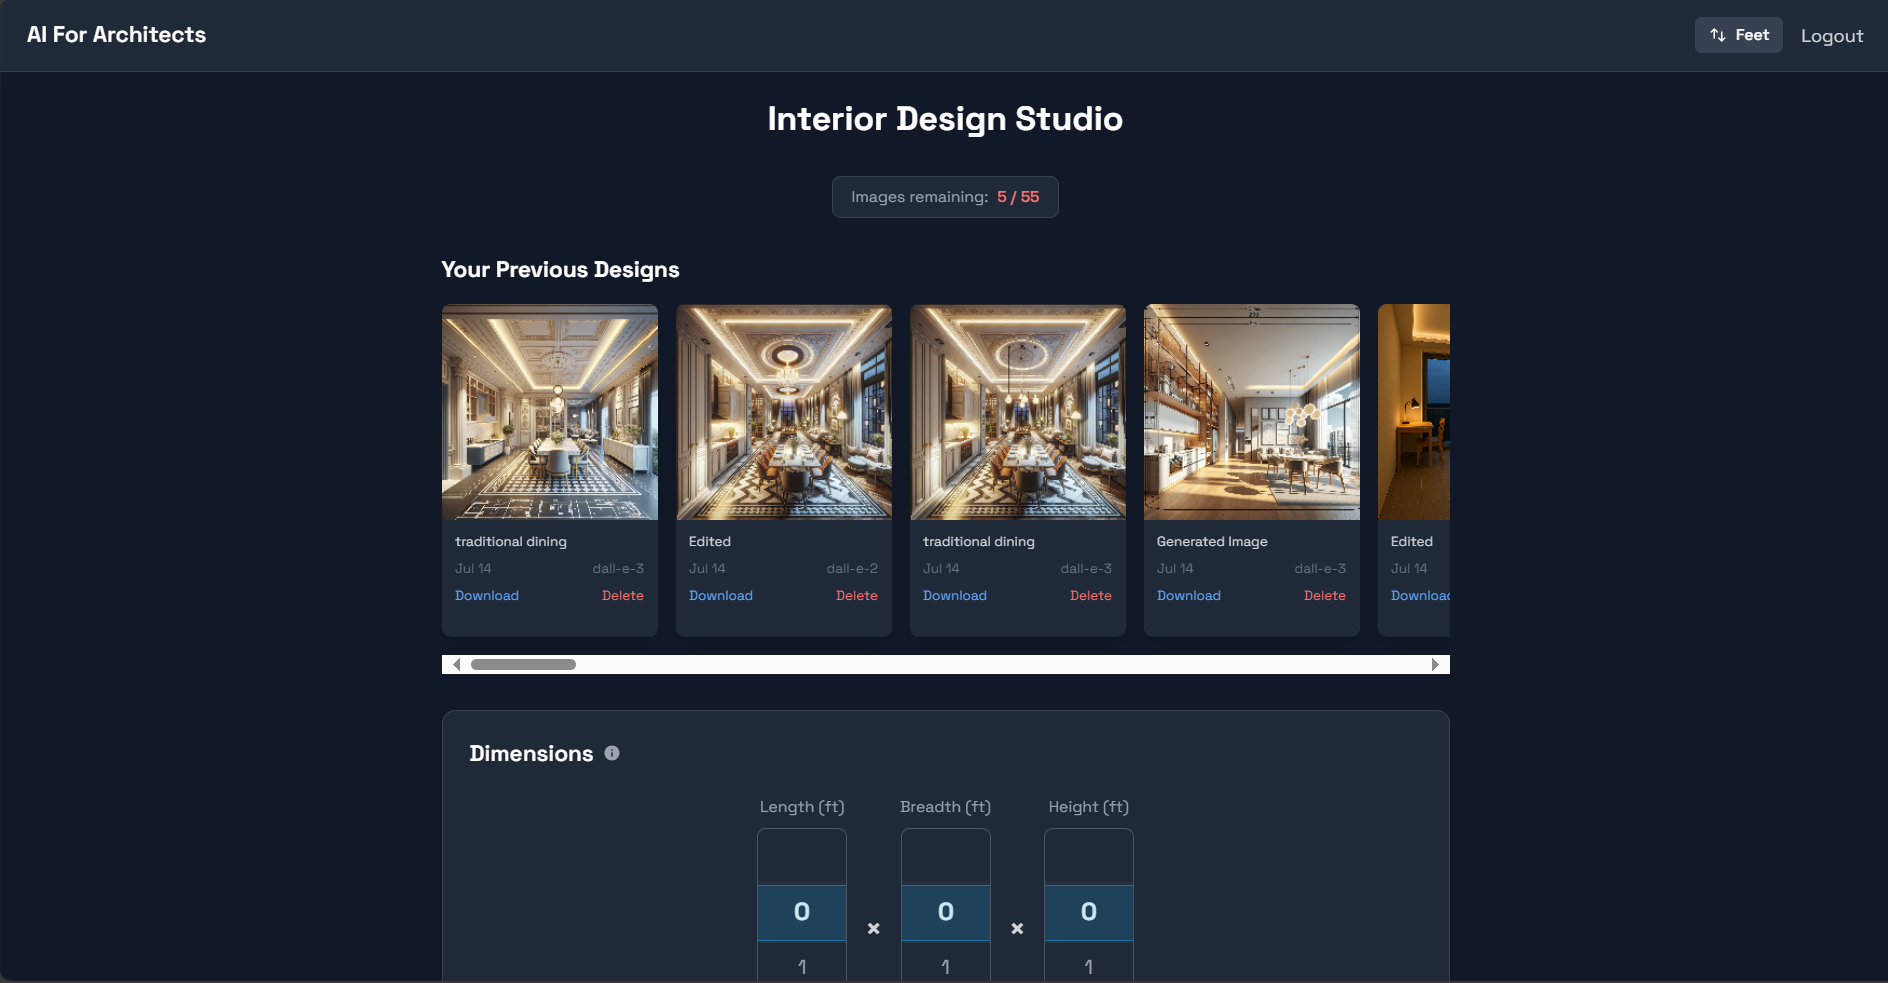 AI For Architects
Feet
Logout
Interior Design Studio
Images remaining: 5 / 55
Your Previous Designs
traditional dining
Jul 14 dall-e-3
Download Delete
Edited
Jul 14 dall-e-2
Download Delete
traditional dining
Jul 14 dall-e-3
Download Delete
Generated Image
Jul 14 dall-e-3
Download Delete
Edited
Jul 14
Download
Dimensions
Length (ft) Breadth (ft) Height (ft)
0 × 0 × 0
1 1 1